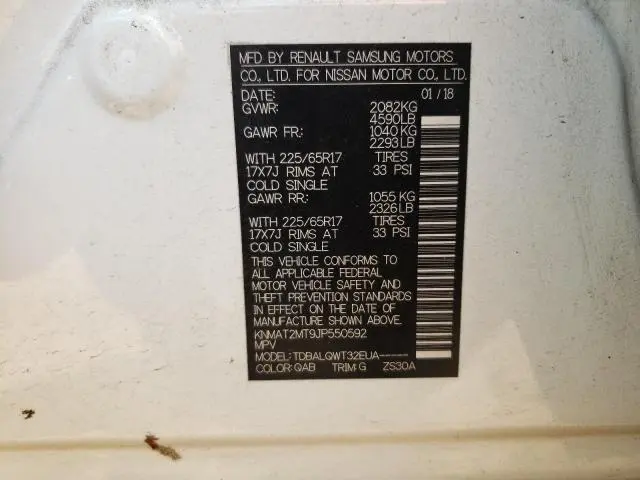 MFD BY RENAULT SAMSUNG MOTORS
CO., LTD. FOR NISSAN MOTOR CO., LTD.
DATE: 01 / 18
GVWR: 2082KG
4590LB
GAWR FR: 1040 KG
2293 LB
WITH 225/65R17 TIRES
17X7J RIMS AT 33 PSI
COLD SINGLE
GAWR RR: 1055 KG
2326 LB
WITH 225/65R17 TIRES
17X7J RIMS AT 33 PSI
COLD SINGLE
THIS VEHICLE CONFORMS TO
ALL APPLICABLE FEDERAL
MOTOR VEHICLE SAFETY AND
THEFT PREVENTION STANDARDS
IN EFFECT ON THE DATE OF
MANUFACTURE SHOWN ABOVE.
KNMAT2MT9JP550592
MPV
MODEL: TDBALQWT32EUA-----
COLOR: QAB TRIM: G ZS30A